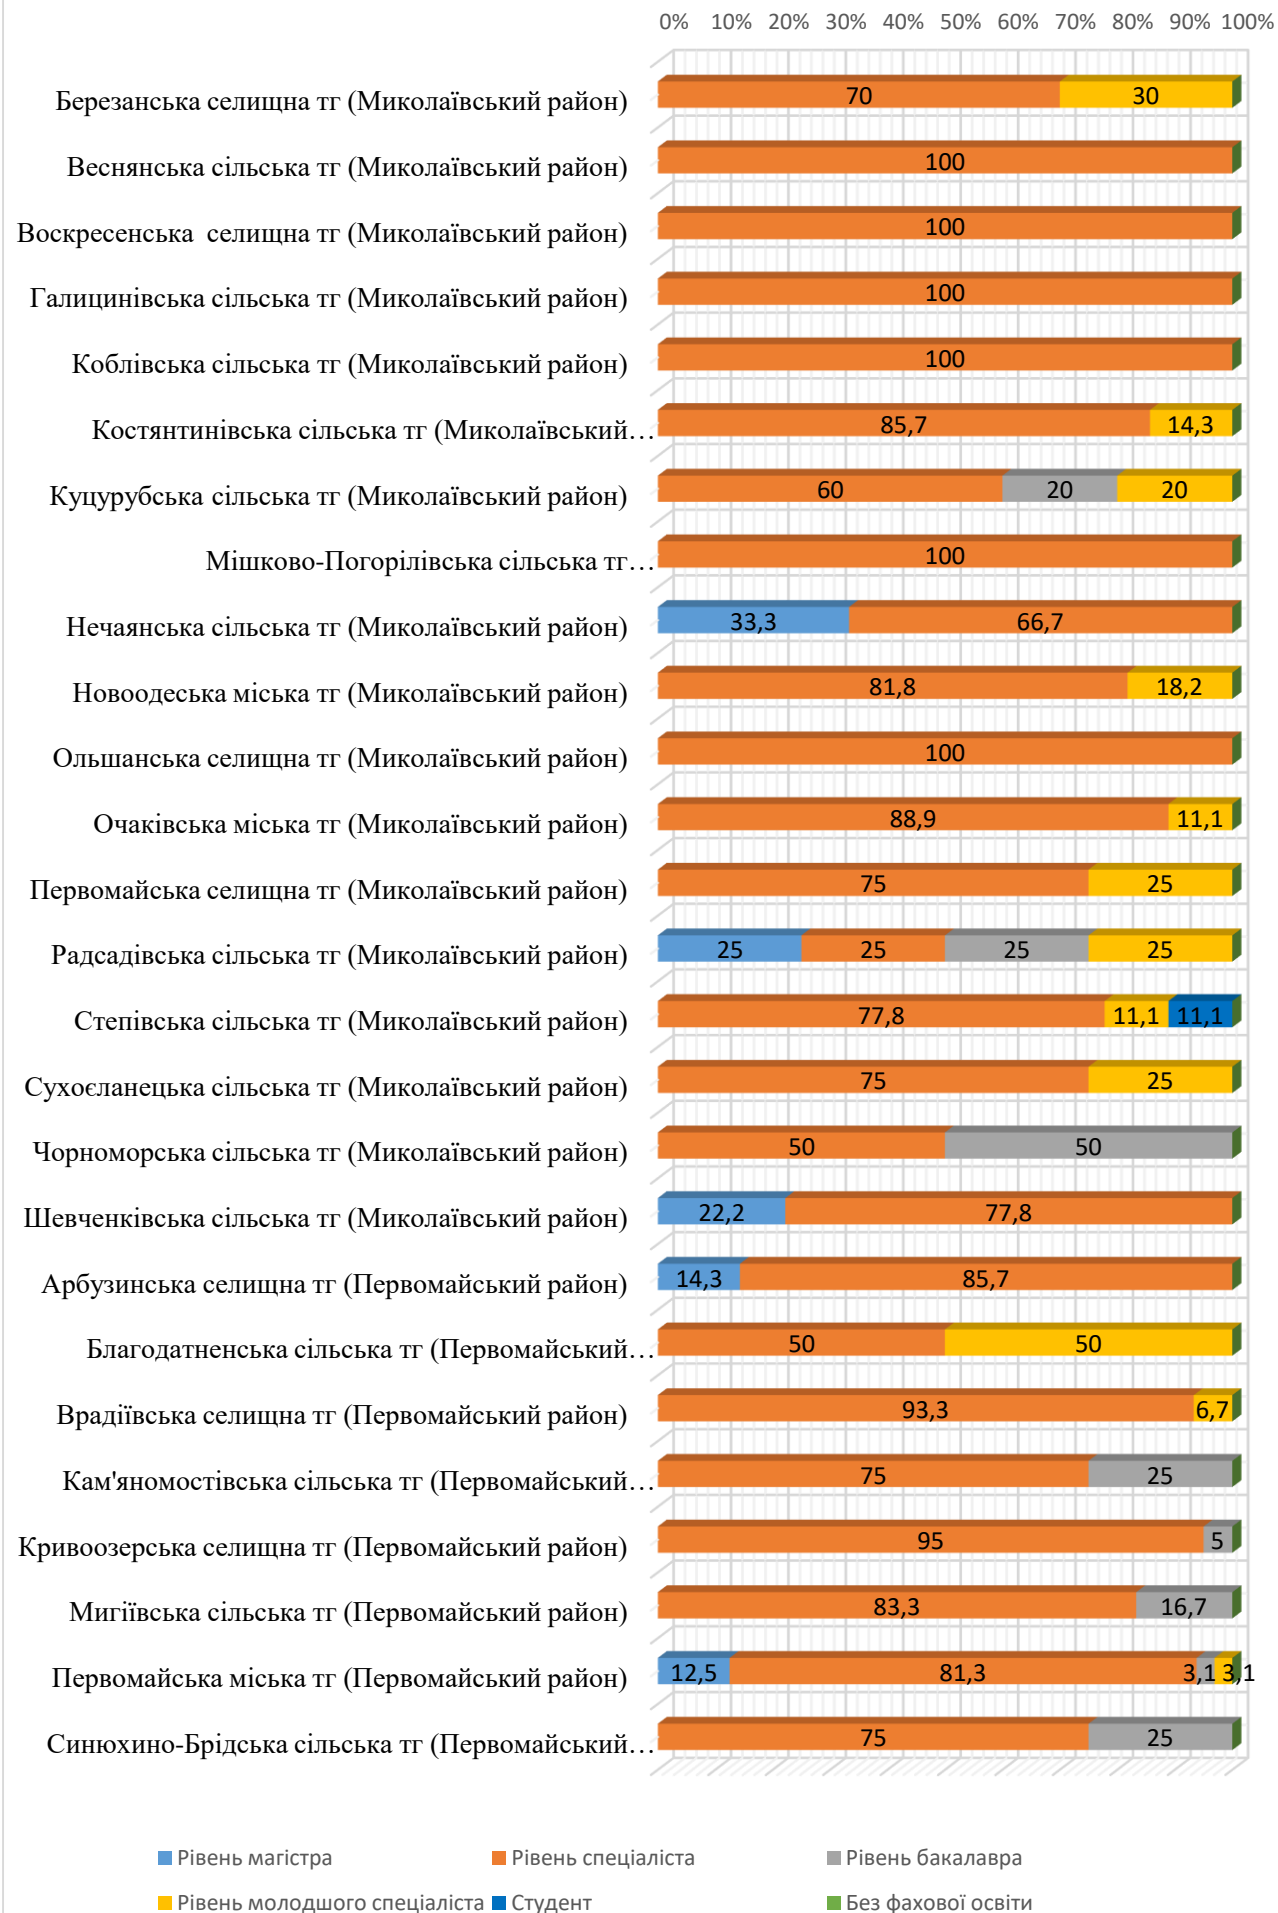 0% 10% 20% 30% 40% 50% 60% 70% 80% 90% 100%
Березанська селищна тг (Миколаївський район) 70 30
Веснянська сільська тг (Миколаївський район) 100
Воскресенська селищна тг (Миколаївський район) 100
Галицинівська сільська тг (Миколаївський район) 100
Коблівська сільська тг (Миколаївський район) 100
Костянтинівська сільська тг (Миколаївський… 85,7 14,3
Куцурубська сільська тг (Миколаївський район) 60 20 20
Мішково-Погорілівська сільська тг… 100
Нечаянська сільська тг (Миколаївський район) 33,3 66,7
Новоодеська міська тг (Миколаївський район) 81,8 18,2
Ольшанська селищна тг (Миколаївський район) 100
Очаківська міська тг (Миколаївський район) 88,9 11,1
Первомайська селищна тг (Миколаївський район) 75 25
Радсадівська сільська тг (Миколаївський район) 25 25 25 25
Степівська сільська тг (Миколаївський район) 77,8 11,1 11,1
Сухоєланецька сільська тг (Миколаївський район) 75 25
Чорноморська сільська тг (Миколаївський район) 50 50
Шевченківська сільська тг (Миколаївський район) 22,2 77,8
Арбузинська селищна тг (Первомайський район) 14,3 85,7
Благодатненська сільська тг (Первомайський… 50 50
Врадіївська селищна тг (Первомайський район) 93,3 6,7
Кам'яномостівська сільська тг (Первомайський… 75 25
Кривоозерська селищна тг (Первомайський район) 95 5
Мигіївська сільська тг (Первомайський район) 83,3 16,7
Первомайська міська тг (Первомайський район) 12,5 81,3 3,1 3,1
Синюхино-Брідська сільська тг (Первомайський… 75 25
Рівень магістра Рівень спеціаліста Рівень бакалавра
Рівень молодшого спеціаліста Студент Без фахової освіти